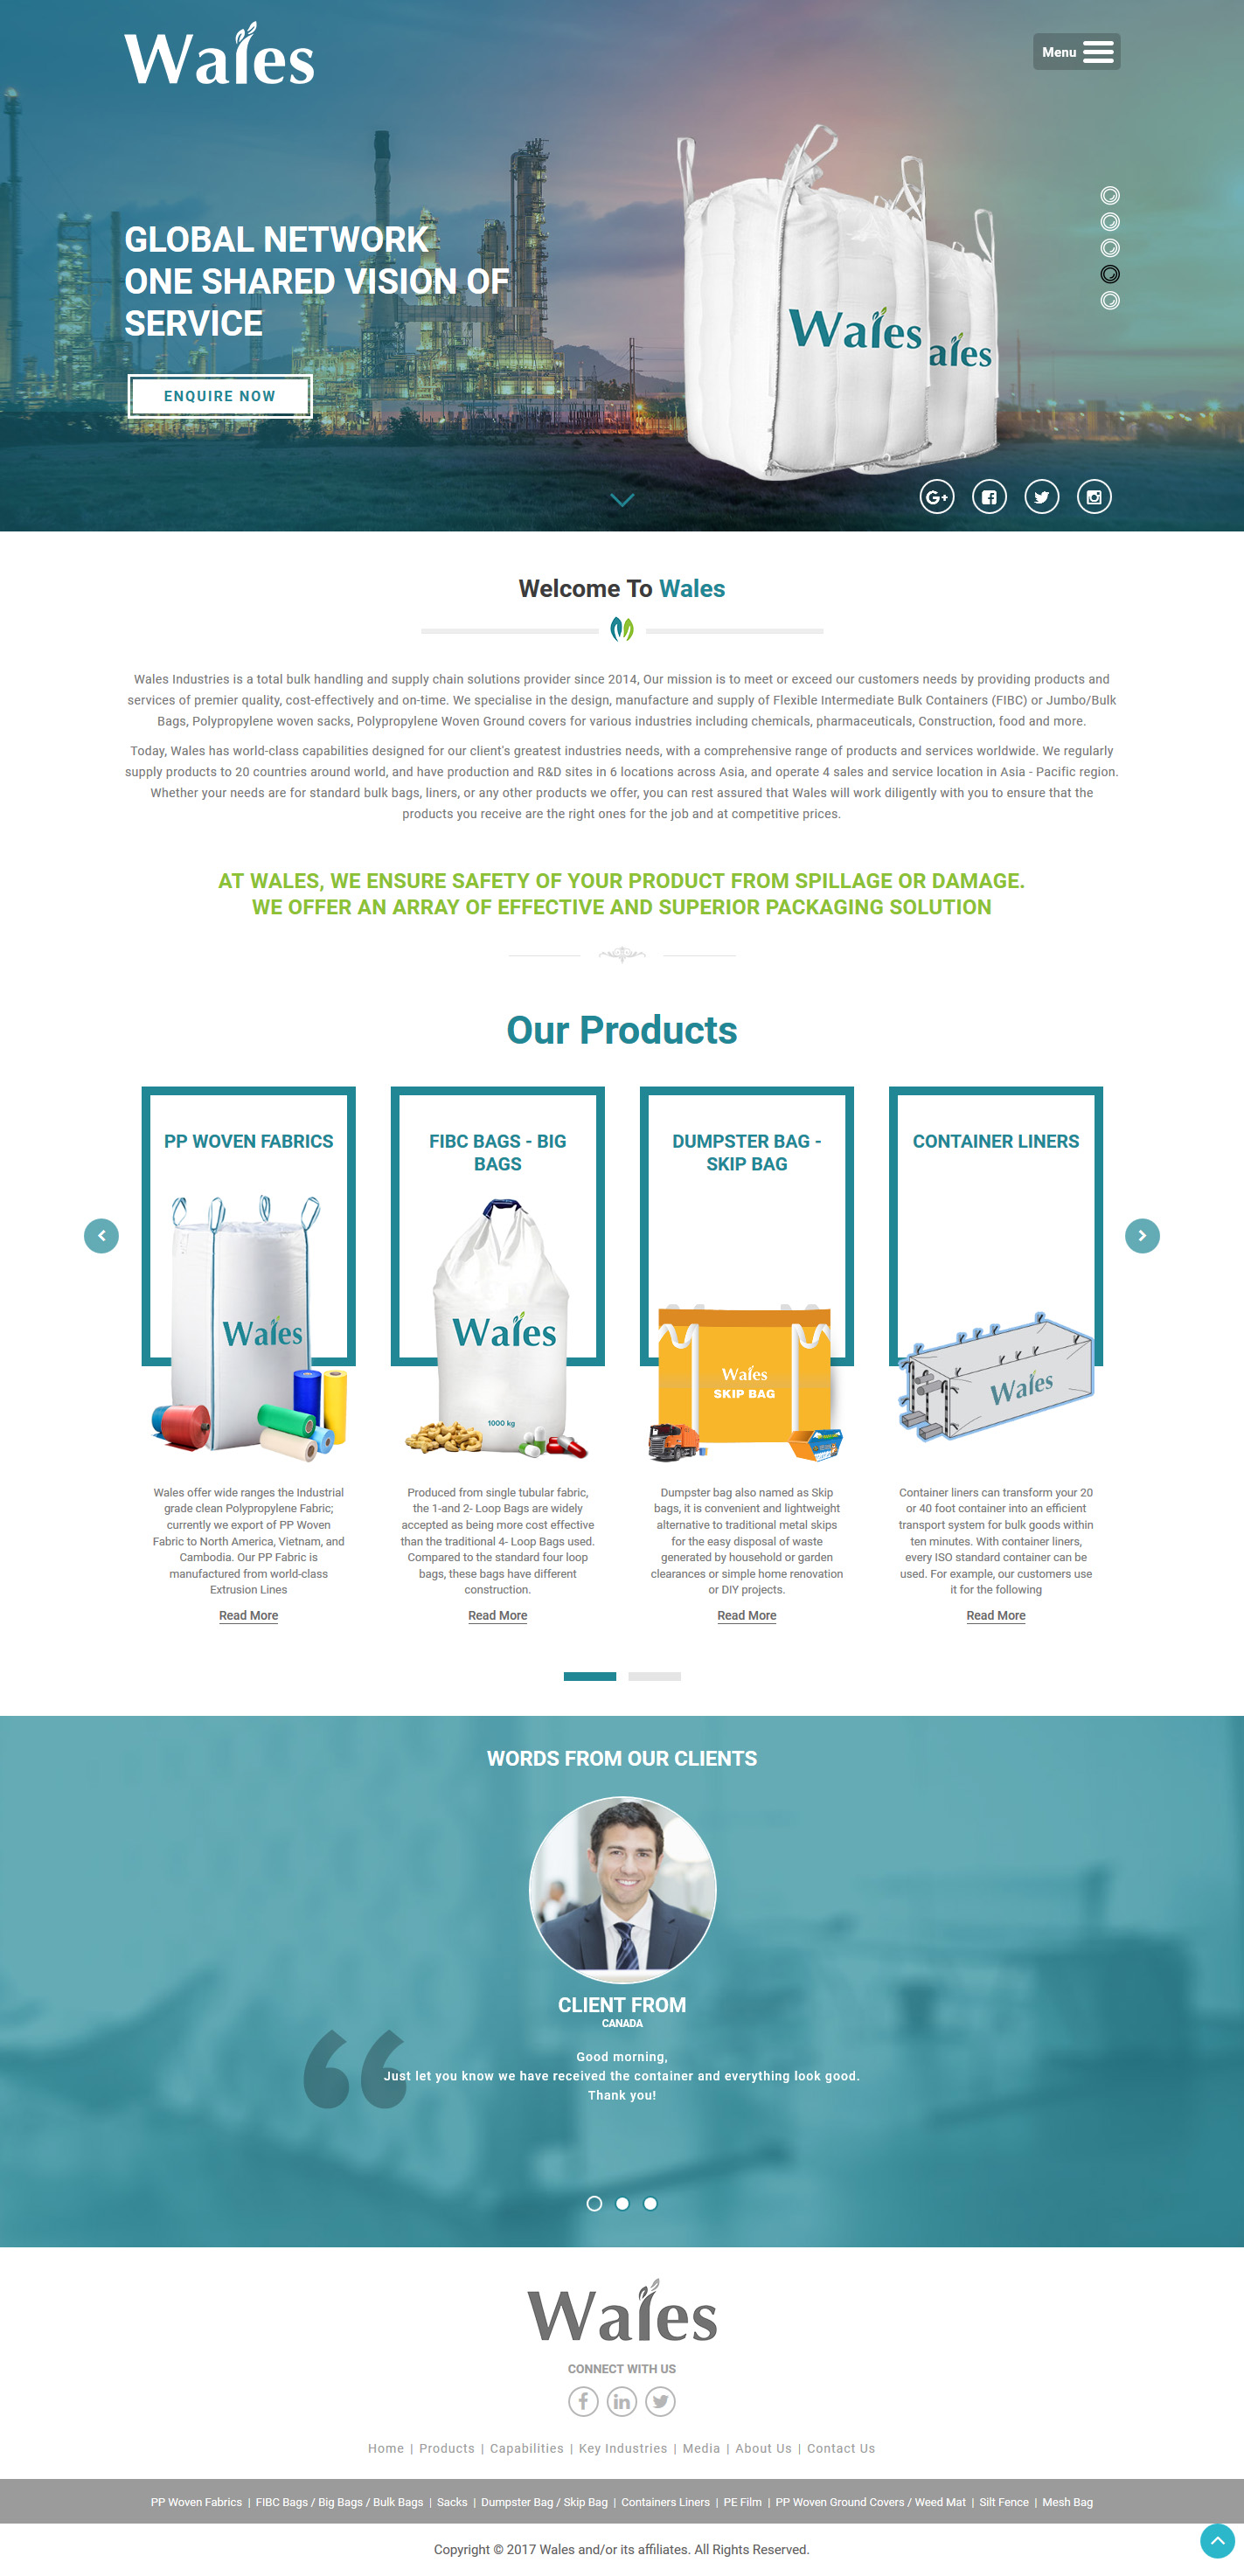 Wales
Menu
GLOBAL NETWORK
ONE SHARED VISION OF
SERVICE
Wales
ales
ENQUIRE NOW
Welcome To Wales
Wales Industries is a total bulk handling and supply chain solutions provider since 2014, Our mission is to meet or exceed our customers needs by providing products and
services of premier quality, cost-effectively and on-time. We specialise in the design, manufacture and supply of Flexible Intermediate Bulk Containers (FIBC) or Jumbo/Bulk
Bags, Polypropylene woven sacks, Polypropylene Woven Ground covers for various industries including chemicals, pharmaceuticals, Construction, food and more.
Today, Wales has world-class capabilities designed for our client's greatest industries needs, with a comprehensive range of products and services worldwide. We regularly
supply products to 20 countries around world, and have production and R&D sites in 6 locations across Asia, and operate 4 sales and service location in Asia - Pacific region.
Whether your needs are for standard bulk bags, liners, or any other products we offer, you can rest assured that Wales will work diligently with you to ensure that the
products you receive are the right ones for the job and at competitive prices.
AT WALES, WE ENSURE SAFETY OF YOUR PRODUCT FROM SPILLAGE OR DAMAGE.
WE OFFER AN ARRAY OF EFFECTIVE AND SUPERIOR PACKAGING SOLUTION
Our Products
PP WOVEN FABRICS
Wales
Wales offer wide ranges the Industrial
grade clean Polypropylene Fabric;
currently we export of PP Woven
Fabric to North America, Vietnam, and
Cambodia. Our PP Fabric is
manufactured from world-class
Extrusion Lines
Read More
FIBC BAGS - BIG
BAGS
Wales
1000 kg
Produced from single tubular fabric,
the 1-and 2- Loop Bags are widely
accepted as being more cost effective
than the traditional 4- Loop Bags used.
Compared to the standard four loop
bags, these bags have different
construction.
Read More
DUMPSTER BAG -
SKIP BAG
Wales
SKIP BAG
Dumpster bag also named as Skip
bags, it is convenient and lightweight
alternative to traditional metal skips
for the easy disposal of waste
generated by household or garden
clearances or simple home renovation
or DIY projects.
Read More
CONTAINER LINERS
Wales
Container liners can transform your 20
or 40 foot container into an efficient
transport system for bulk goods within
ten minutes. With container liners,
every ISO standard container can be
used. For example, our customers use
it for the following
Read More
WORDS FROM OUR CLIENTS
CLIENT FROM
CANADA
Good morning,
Just let you know we have received the container and everything look good.
Thank you!
Wales
CONNECT WITH US
Home | Products | Capabilities | Key Industries | Media | About Us | Contact Us
PP Woven Fabrics | FIBC Bags / Big Bags / Bulk Bags | Sacks | Dumpster Bag / Skip Bag | Containers Liners | PE Film | PP Woven Ground Covers / Weed Mat | Silt Fence | Mesh Bag
Copyright © 2017 Wales and/or its affiliates. All Rights Reserved.